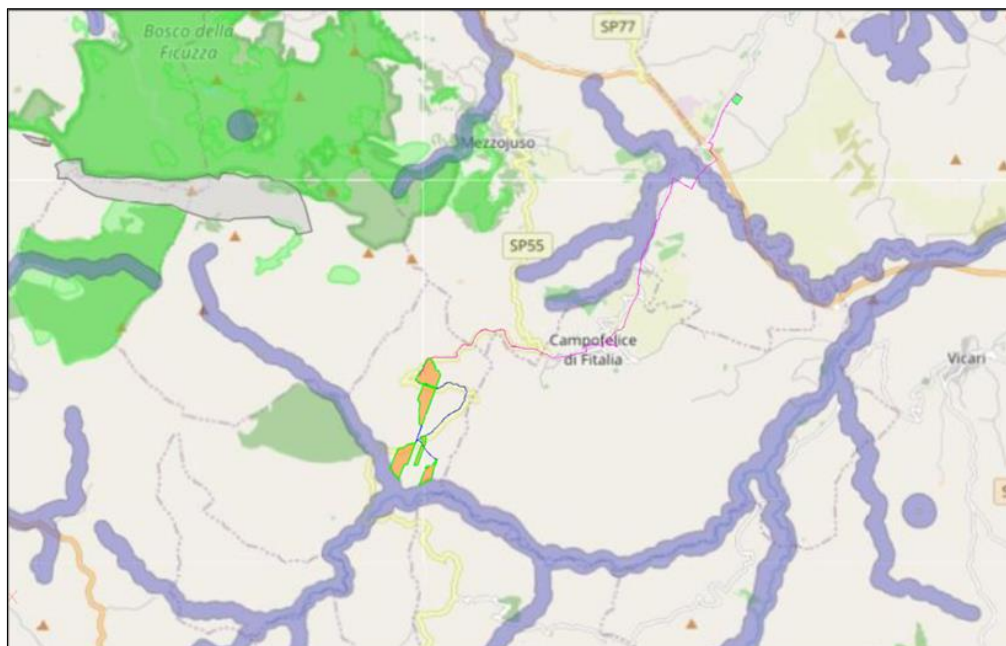 Bosco della
Ficuzza
SP77
Mezzojuso
SP55
Campofelice
di Fitalia
Vicari